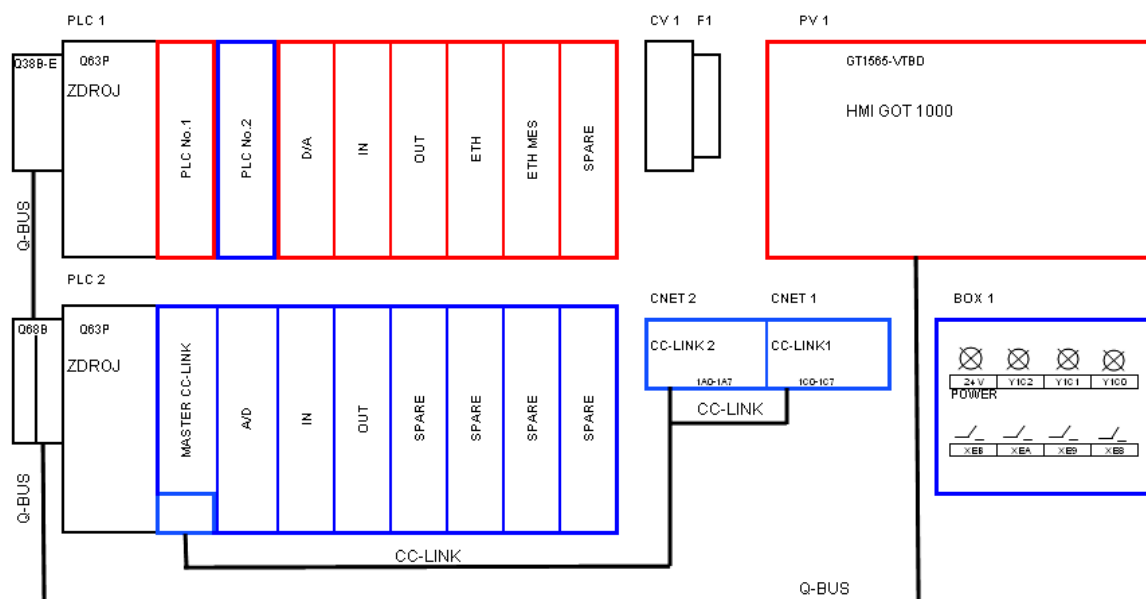 PLC 1
CV 1
F1
PV 1
Q38B-E
Q63P
ZDROJ
PLC No.1
PLC No.2
D/A
IN
OUT
ETH
ETH MES
SPARE
GT1565-VTBD
HMI GOT 1000
Q-BUS
PLC 2
CNET 2
CNET 1
BOX 1
Q68B
Q63P
ZDROJ
MASTER CC-LINK
A/D
IN
OUT
SPARE
SPARE
SPARE
SPARE
CC-LINK 2
CC-LINK1
1A0-1A7
1C0-1C7
CC-LINK
24V
Y1C2
Y1C1
Y1C0
POWER
XEB
XEA
XE9
XE8
Q-BUS
CC-LINK
Q-BUS